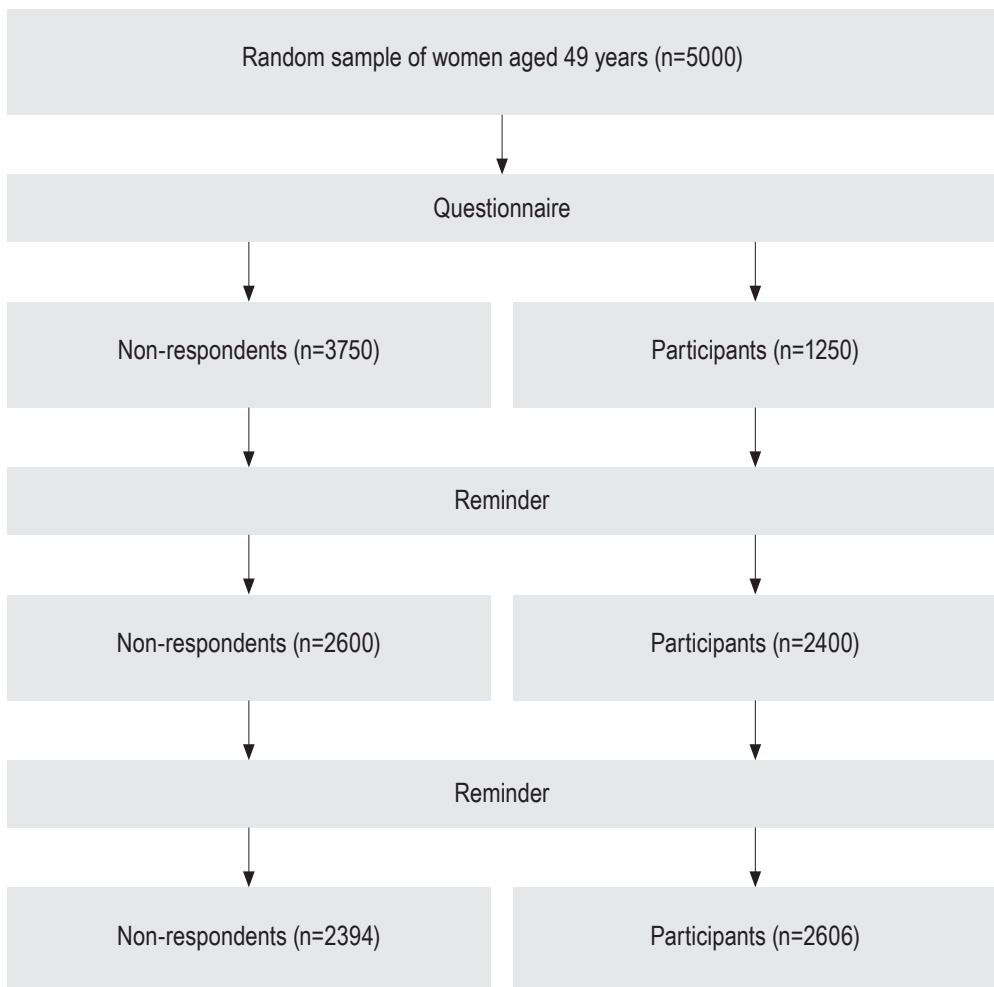 Random sample of women aged 49 years (n=5000)
Questionnaire
Non-respondents (n=3750)
Participants (n=1250)
Reminder
Non-respondents (n=2600)
Participants (n=2400)
Reminder
Non-respondents (n=2394)
Participants (n=2606)